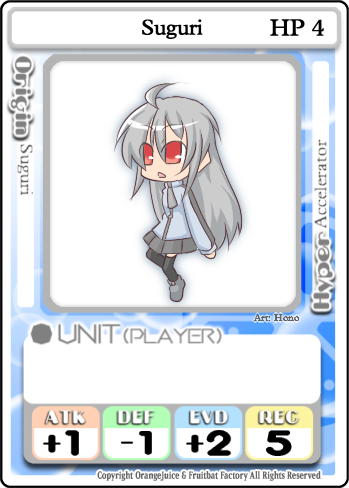 Suguri HP 4
Origin Suguri
Hyper Accelerator
Art: Hono
UNIT (PLAYER)
ATK DEF EVD REC
+1 -1 +2 5
Copyright Orangejuice & Fruitbat Factory All Rights Reserved